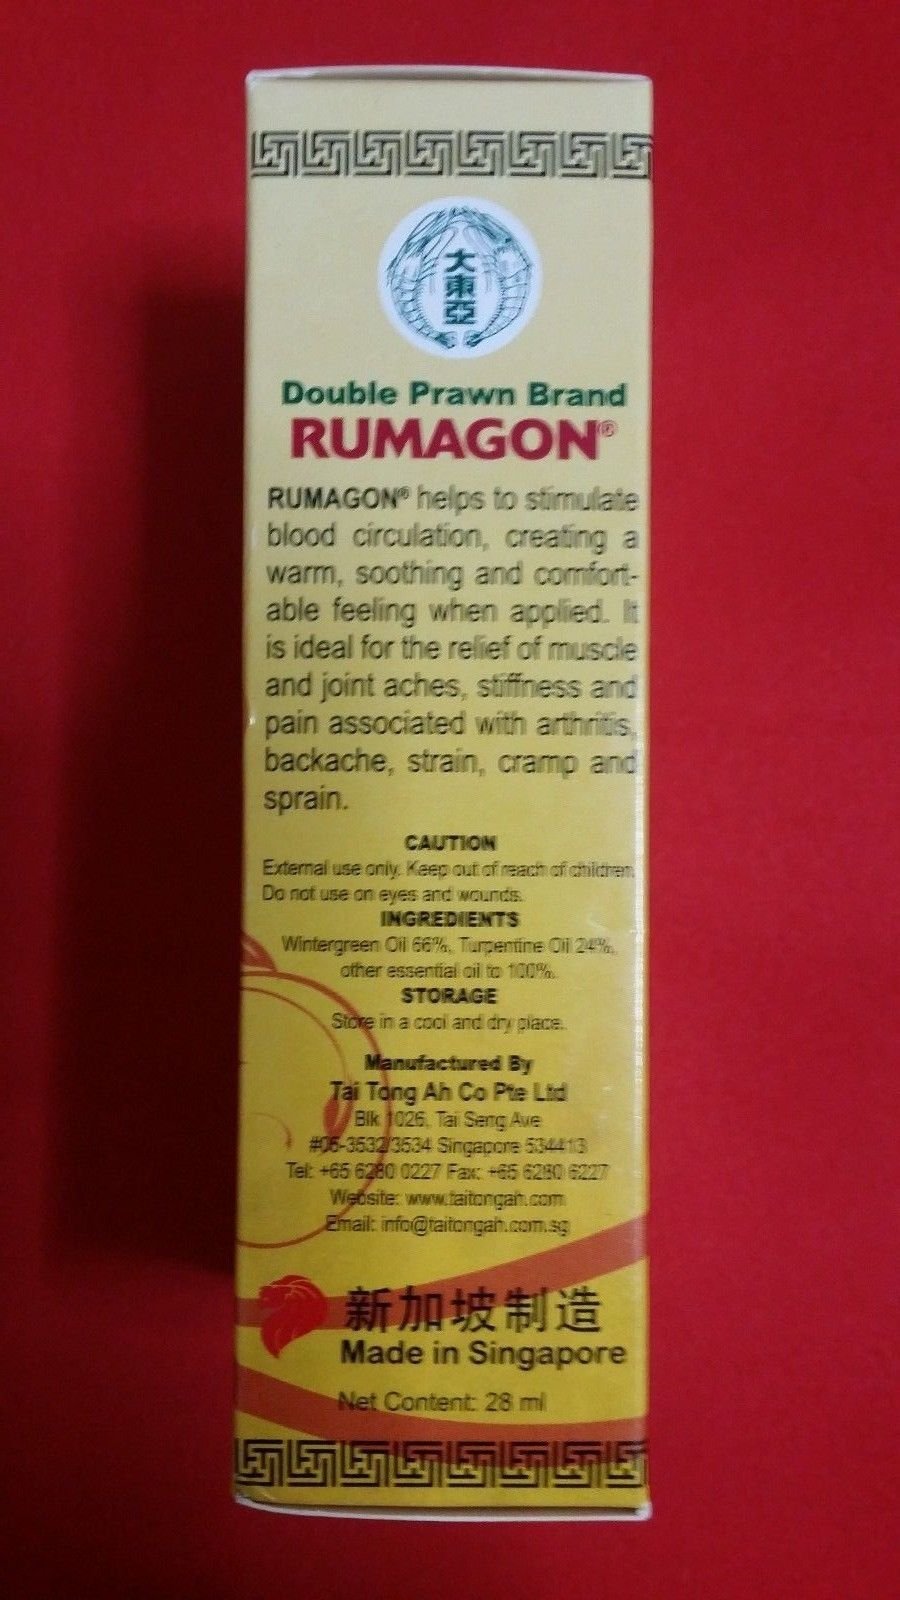 大東亞
Double Prawn Brand
RUMAGON®
RUMAGON® helps to stimulate
blood circulation, creating a
warm, soothing and comfort-
able feeling when applied. It
is ideal for the relief of muscle
and joint aches, stiffness and
pain associated with arthritis,
backache, strain, cramp and
sprain.
CAUTION
External use only. Keep out of reach of children.
Do not use on eyes and wounds.
INGREDIENTS
Wintergreen Oil 66%, Turpentine Oil 24%,
other essential oil to 100%.
STORAGE
Store in a cool and dry place.
Manufactured By
Tai Tong Ah Co Pte Ltd
Blk 1026, Tai Seng Ave
#06-3532/3534 Singapore 534413
Tel: +65 6280 0227 Fax: +65 6280 6227
Website: www.taitongah.com
Email: info@taitongah.com.sg
新加坡制造
Made in Singapore
Net Content: 28 ml